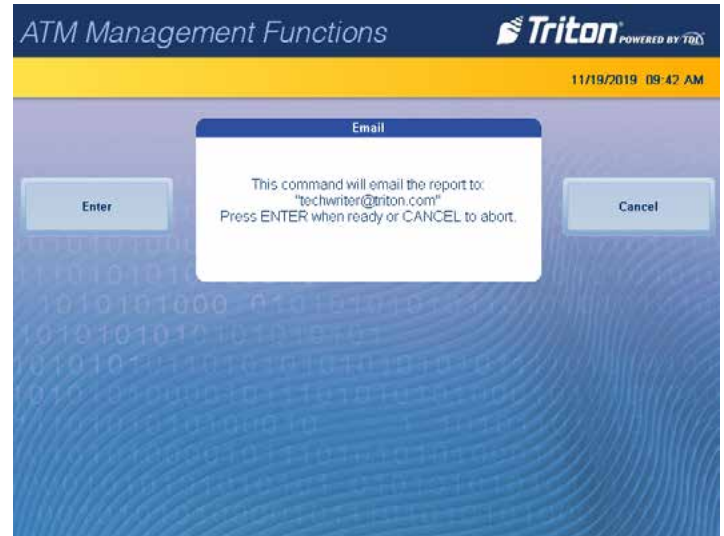 ATM Management Functions
Triton POWERED BY TDL
11/19/2019 09:42 AM
Email
This command will email the report to:
"techwriter@triton.com"
Press ENTER when ready or CANCEL to abort.
Enter
Cancel